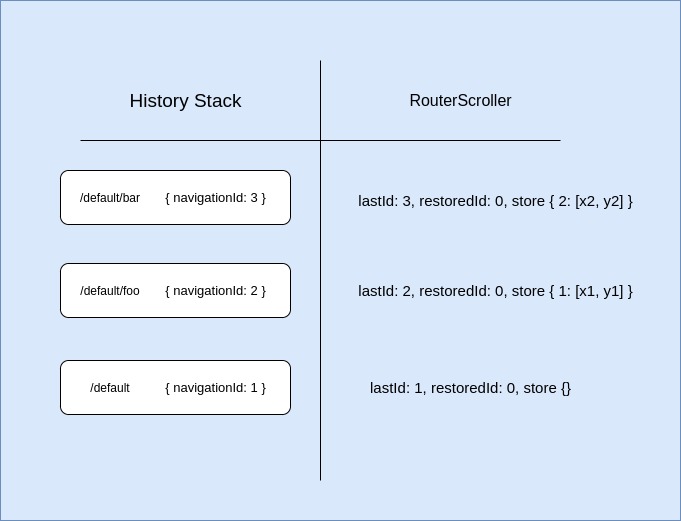 History Stack
RouterScroller
/default/bar { navigationId: 3 }
lastId: 3, restoredId: 0, store { 2: [x2, y2] }
/default/foo { navigationId: 2 }
lastId: 2, restoredId: 0, store { 1: [x1, y1] }
/default { navigationId: 1 }
lastId: 1, restoredId: 0, store {}